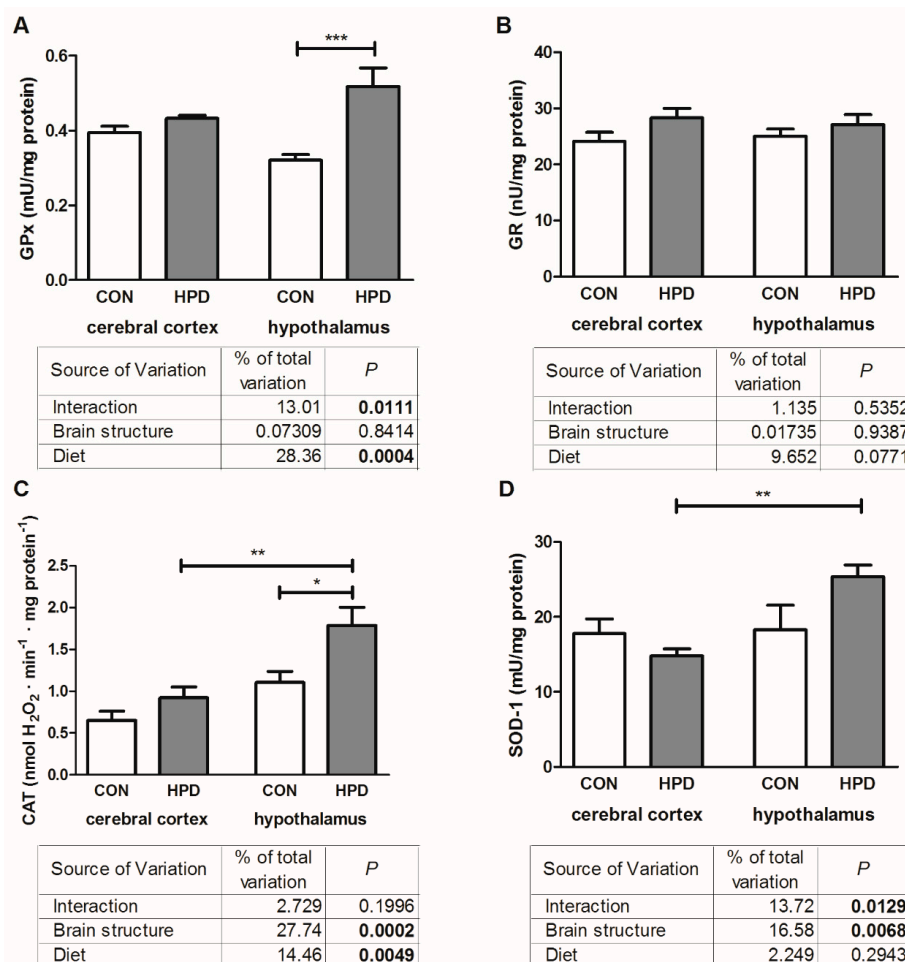 A
***
GPx (mU/mg protein)
0.6
0.4
0.2
0.0
CON HPD CON HPD
cerebral cortex hypothalamus
Source of Variation % of total variation P
Interaction 13.01 0.0111
Brain structure 0.07309 0.8414
Diet 28.36 0.0004
B
GR (nU/mg protein)
40
30
20
10
0
CON HPD CON HPD
cerebral cortex hypothalamus
Source of Variation % of total variation P
Interaction 1.135 0.5352
Brain structure 0.01735 0.9387
Diet 9.652 0.0771
C
**
*
CAT (nmol H₂O₂ · min⁻¹ · mg protein⁻¹)
2.5
2.0
1.5
1.0
0.5
0.0
CON HPD CON HPD
cerebral cortex hypothalamus
Source of Variation % of total variation P
Interaction 2.729 0.1996
Brain structure 27.74 0.0002
Diet 14.46 0.0049
D
**
SOD-1 (mU/mg protein)
30
20
10
0
CON HPD CON HPD
cerebral cortex hypothalamus
Source of Variation % of total variation P
Interaction 13.72 0.0129
Brain structure 16.58 0.0068
Diet 2.249 0.2943